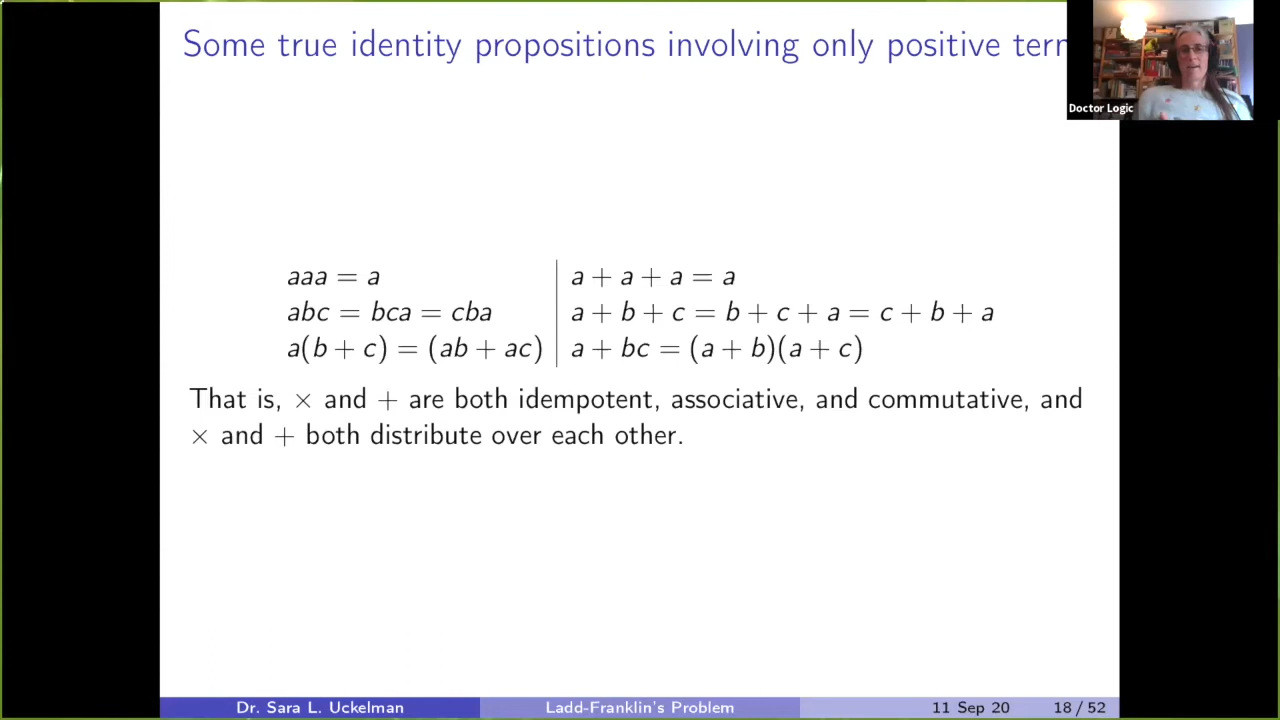 Some true identity propositions involving only positive tern
Doctor Logic
aaa = a | a + a + a = a
abc = bca = cba | a + b + c = b + c + a = c + b + a
a(b + c) = (ab + ac) | a + bc = (a + b)(a + c)
That is, × and + are both idempotent, associative, and commutative, and
× and + both distribute over each other.
Dr. Sara L. Uckelman Ladd-Franklin's Problem 11 Sep 20 18 / 52